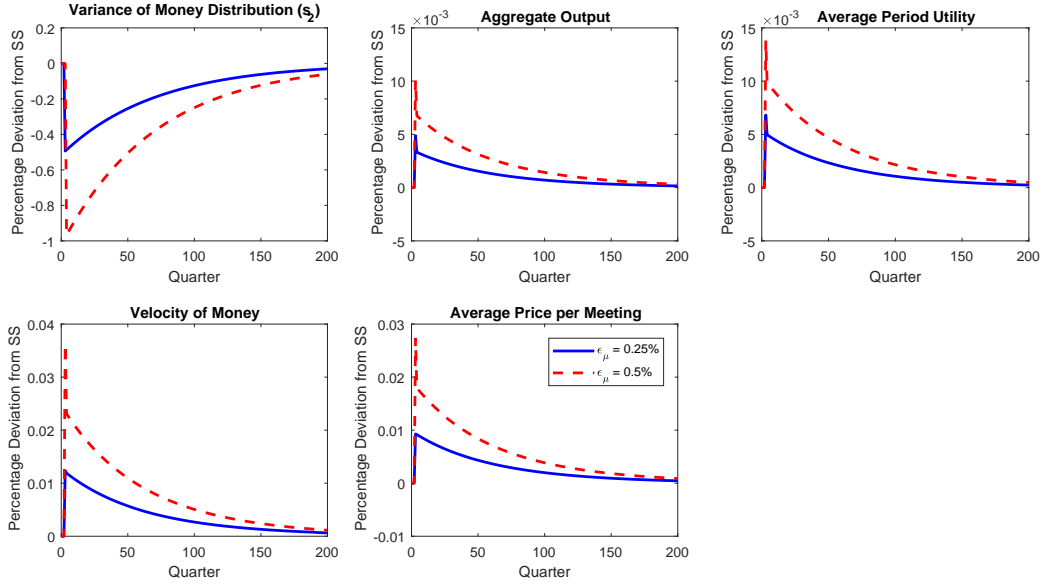 Variance of Money Distribution (s₂)
Percentage Deviation from SS
0.2
0
-0.2
-0.4
-0.6
-0.8
-1
0 50 100 150 200
Quarter
Aggregate Output
×10⁻³
Percentage Deviation from SS
15
10
5
0
-5
0 50 100 150 200
Quarter
Average Period Utility
×10⁻³
Percentage Deviation from SS
15
10
5
0
-5
0 50 100 150 200
Quarter
Velocity of Money
Percentage Deviation from SS
0.04
0.03
0.02
0.01
0
0 50 100 150 200
Quarter
Average Price per Meeting
Percentage Deviation from SS
0.03
0.02
0.01
0
-0.01
0 50 100 150 200
Quarter
ϵ_μ = 0.25%
ϵ_μ = 0.5%